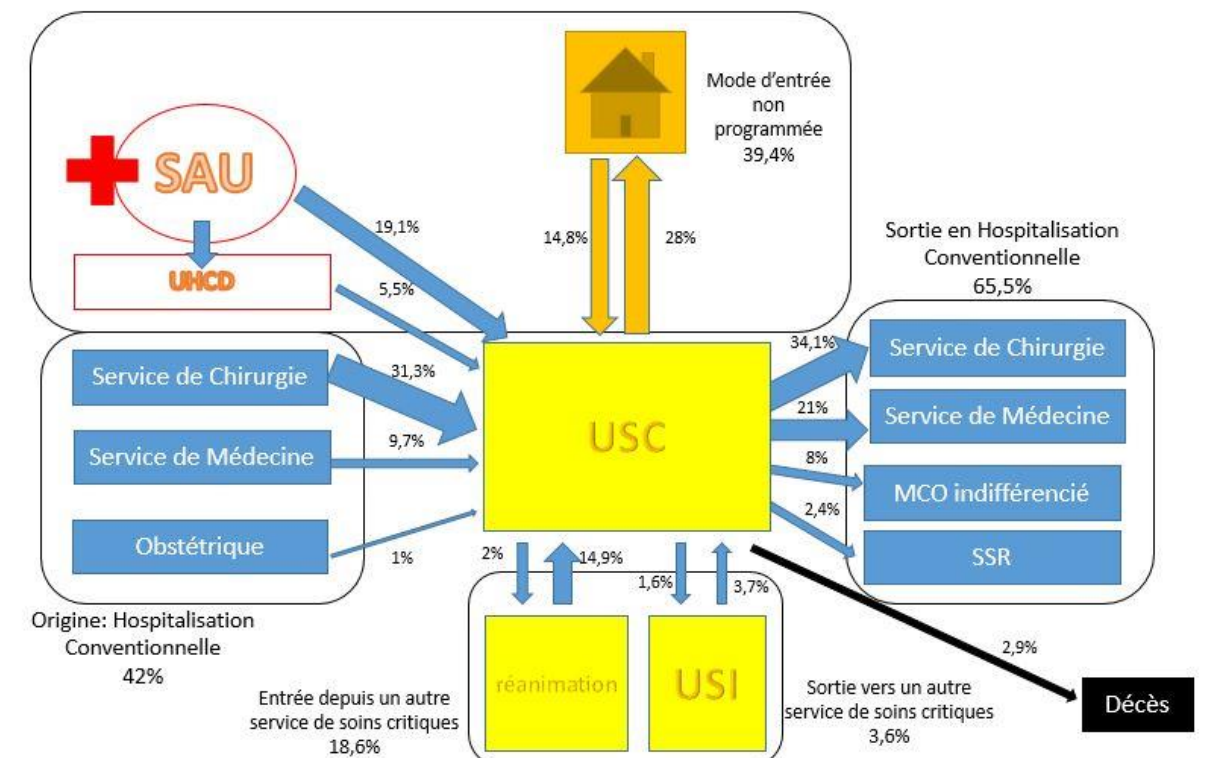 Mode d'entrée
non
programmée
39,4%
SAU
UHCD
19,1%
5,5%
14,8%
28%
Sortie en Hospitalisation
Conventionnelle
65,5%
Service de Chirurgie
31,3%
Service de Médecine
9,7%
Obstétrique
1%
Origine: Hospitalisation
Conventionnelle
42%
USC
34,1%
Service de Chirurgie
21%
Service de Médecine
8%
MCO indifférencié
2,4%
SSR
2%
14,9%
1,6%
3,7%
réanimation
USI
Entrée depuis un autre
service de soins critiques
18,6%
Sortie vers un autre
service de soins critiques
3,6%
2,9%
Décès